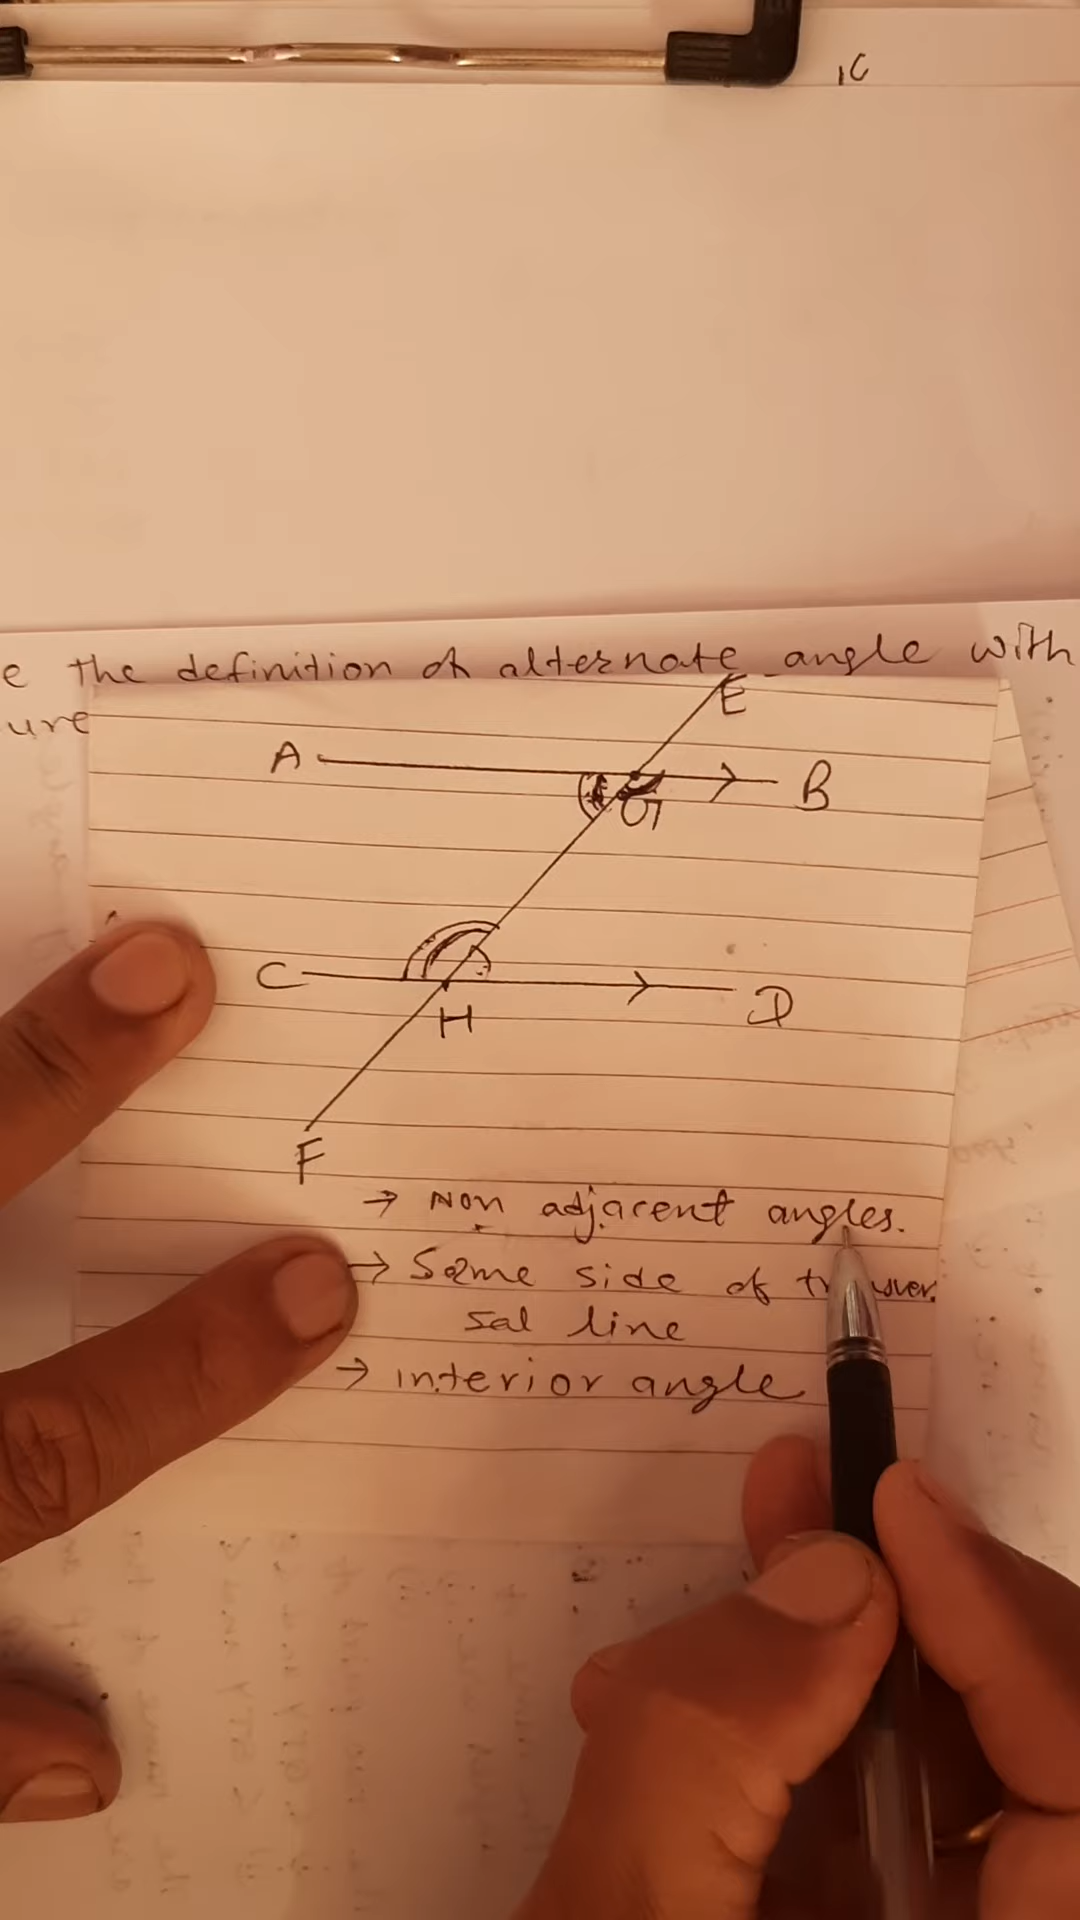 , C
e the definition of alternate angle with
ure
E
A
B
G
C
D
H
F
→ Non adjacent angles.
→ Same side of
sal line
→ interior angle